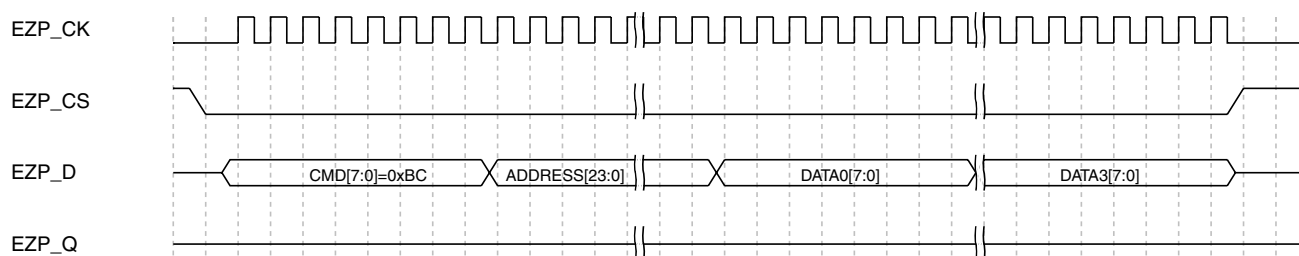 EZP_CK
EZP_CS
EZP_D CMD[7:0]=0xBC ADDRESS[23:0] DATA0[7:0] DATA3[7:0]
EZP_Q